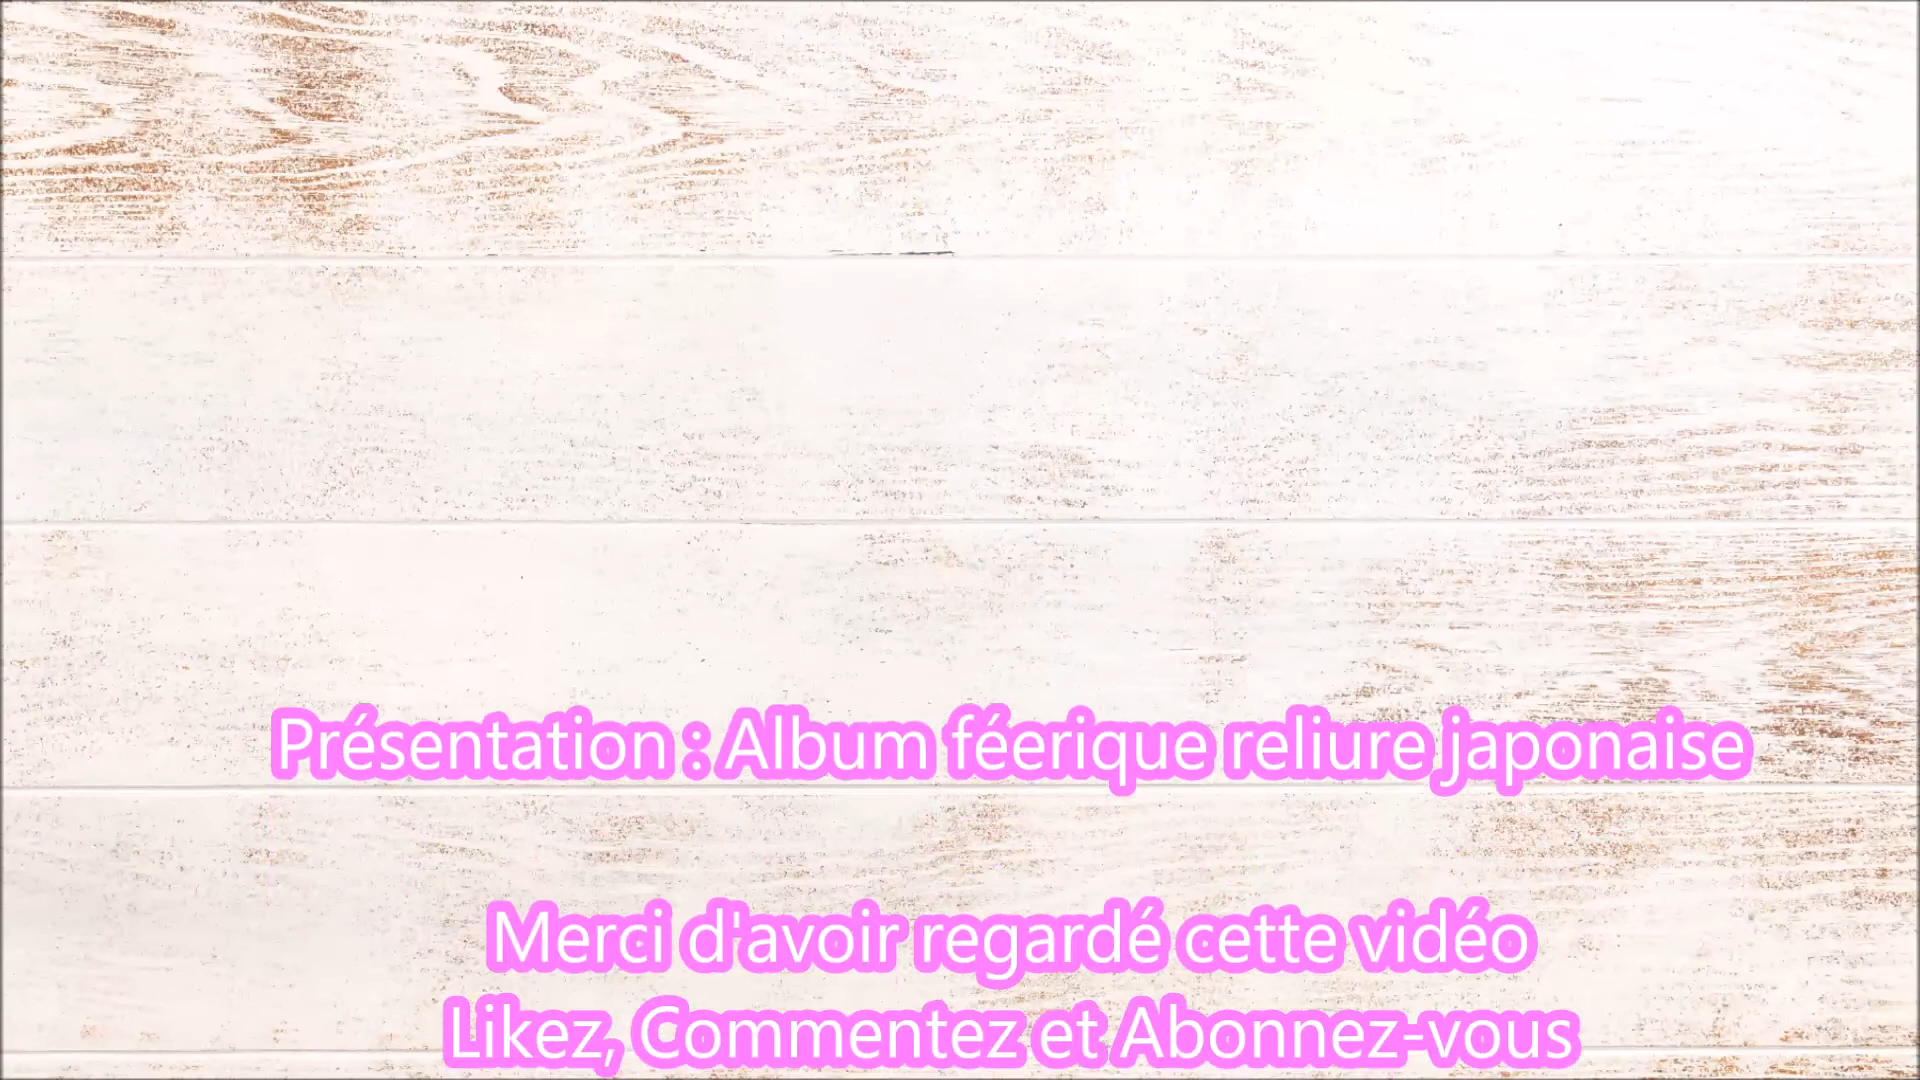 Présentation : Album féerique reliure japonaise
Merci d'avoir regardé cette vidéo
Likez, Commentez et Abonnez-vous